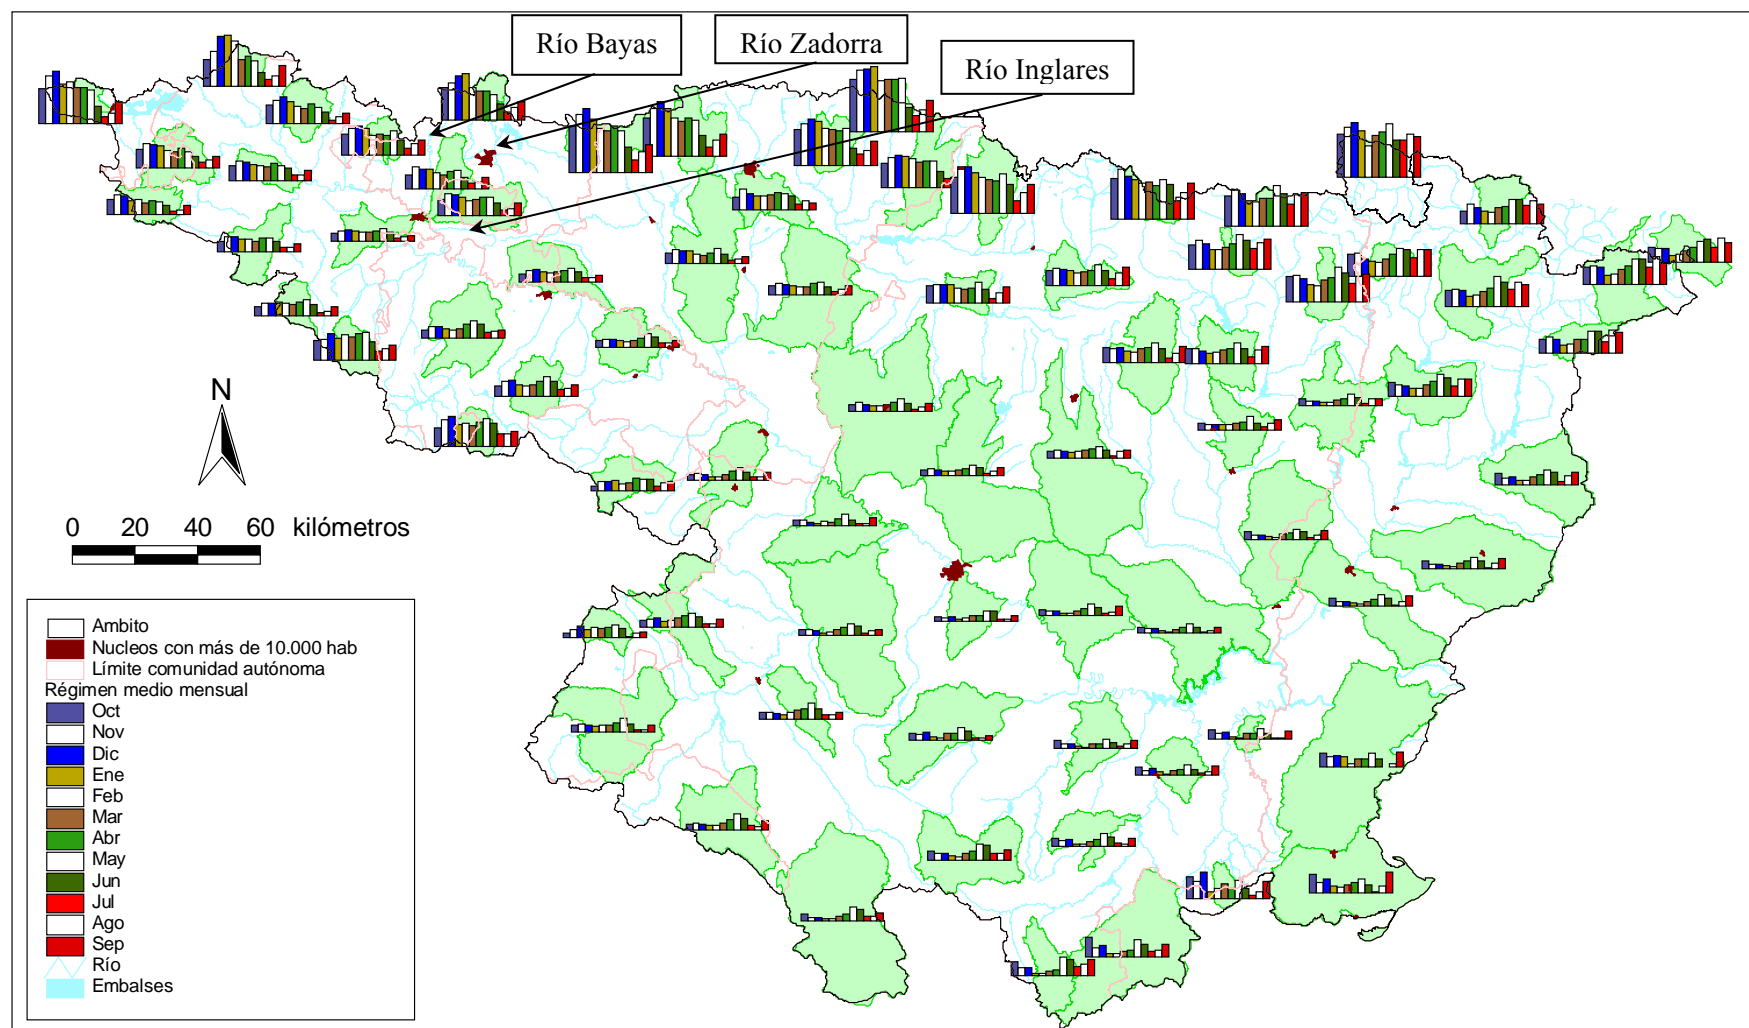 Río Bayas
Río Zadorra
Río Inglares
N
0 20 40 60 kilómetros
Ambito
Nucleos con más de 10.000 hab
Límite comunidad autónoma
Régimen medio mensual
Oct
Nov
Dic
Ene
Feb
Mar
Abr
May
Jun
Jul
Ago
Sep
Río
Embalses